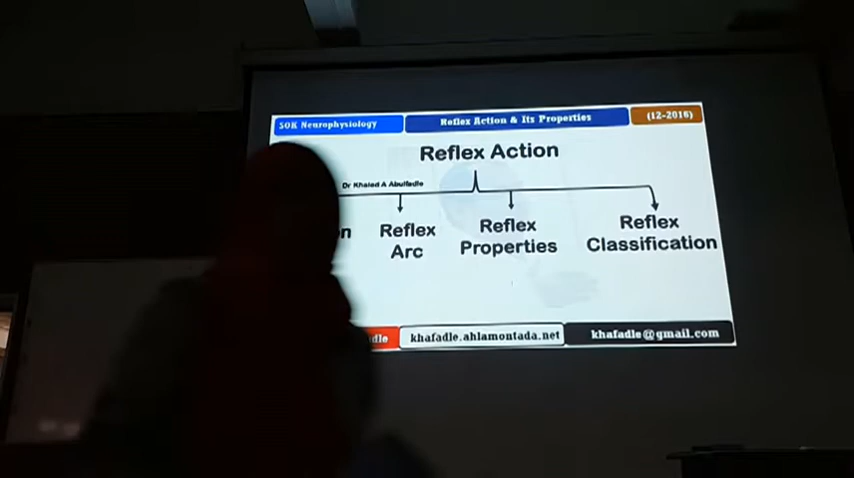 SOK Neurophysiology
Reflex Action & Its Properties
(12-2016)
Reflex Action
Dr Khaled A Abulfadle
Reflex
Arc
Reflex
Properties
Reflex
Classification
khafadle.ahlamontada.net
khafadle@gmail.com